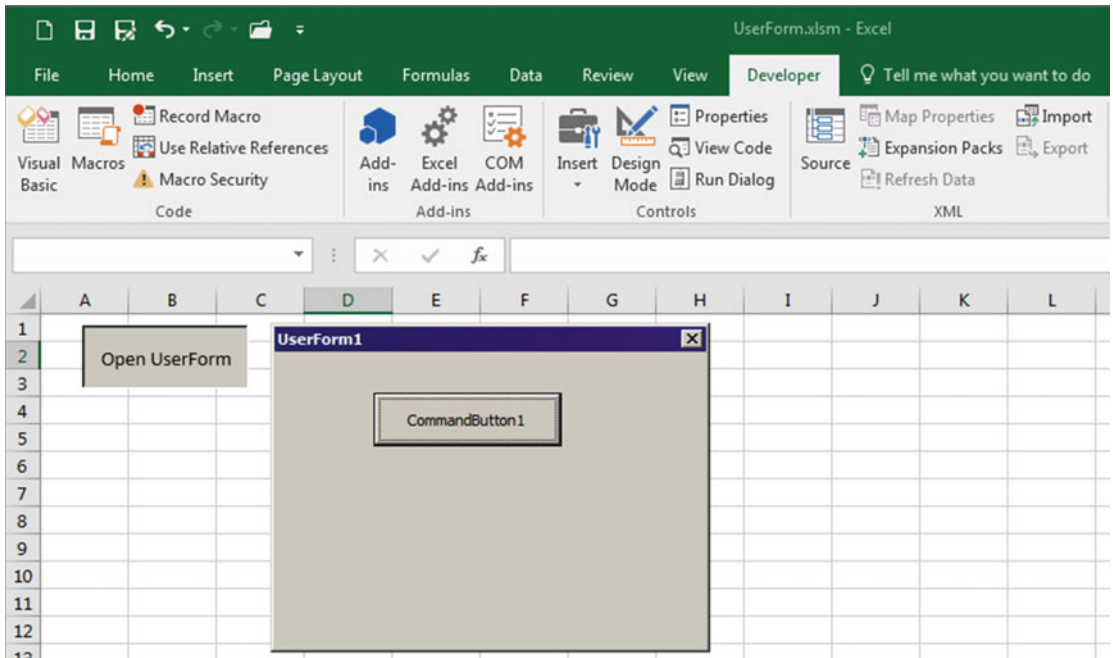 UserForm.xlsm - Excel
File Home Insert Page Layout Formulas Data Review View Developer Tell me what you want to do
Visual Basic
Macros
Record Macro
Use Relative References
Macro Security
Code
Add-ins
Excel Add-ins
COM Add-ins
Add-ins
Insert
Design Mode
Properties
View Code
Run Dialog
Controls
Source
Map Properties
Expansion Packs
Refresh Data
Import
Export
XML
fx
A B C D E F G H I J K L
1
2
3
4
5
6
7
8
9
10
11
12
13
Open UserForm
UserForm1
CommandButton1